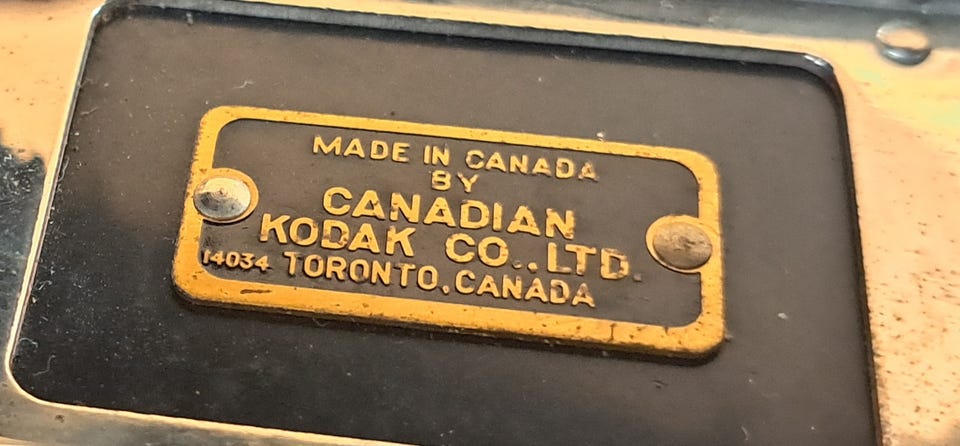 MADE IN CANADA
BY
CANADIAN
KODAK CO., LTD.
14034 TORONTO, CANADA